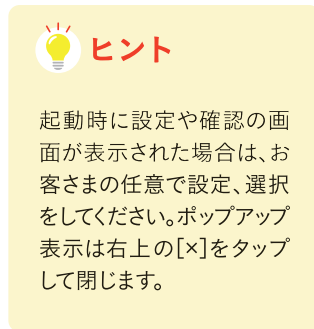 ヒント
起動時に設定や確認の画
面が表示された場合は、お
客さまの任意で設定、選択
をしてください。ポップアップ
表示は右上の[×]をタップ
して閉じます。